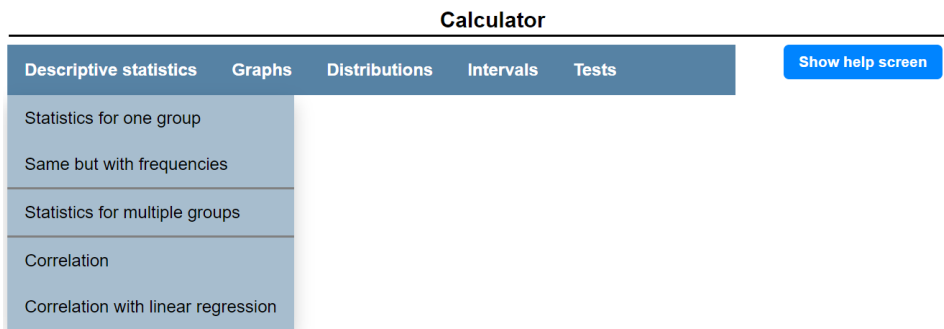 Calculator
Descriptive statistics Graphs Distributions Intervals Tests Show help screen
Statistics for one group
Same but with frequencies
Statistics for multiple groups
Correlation
Correlation with linear regression